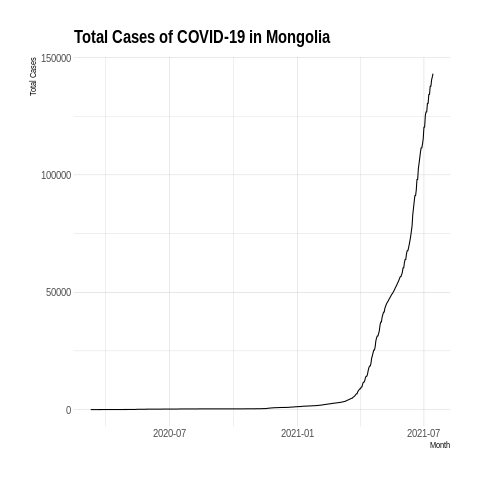 Total Cases of COVID-19 in Mongolia
Total Cases
150000
100000
50000
0
2020-07
2021-01
2021-07
Month